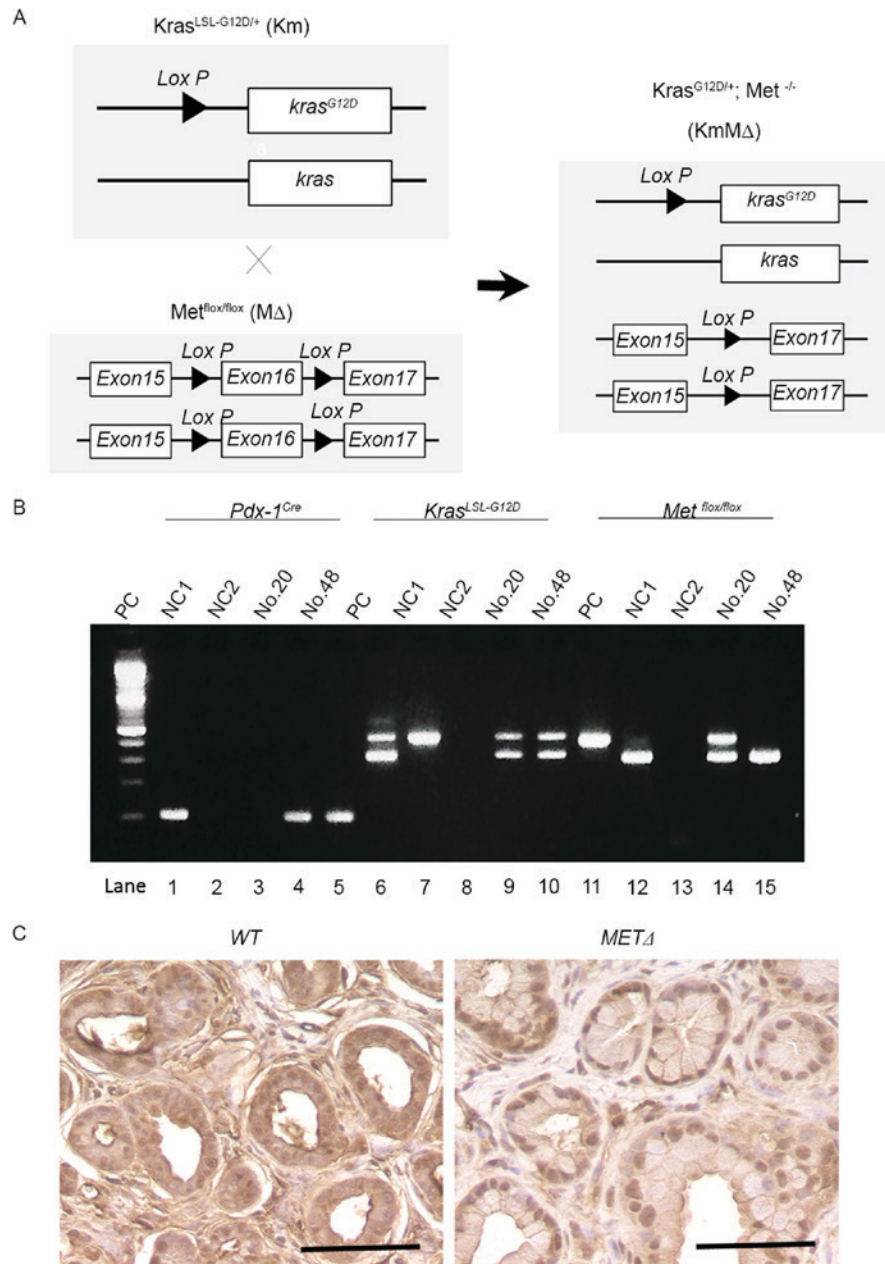 A
Kras^LSL-G12D/+ (Km)
Lox P
kras^G12D
8
kras
Met^flox/flox (MΔ)
Lox P Lox P
Exon15 Exon16 Exon17
Lox P Lox P
Exon15 Exon16 Exon17
Kras^G12D/+; Met ^-/-
(KmMΔ)
Lox P
kras^G12D
kras
Lox P
Exon15 Exon17
Lox P
Exon15 Exon17
B
Pdx-1^Cre Kras^LSL-G12D Met ^flox/flox
PC NC1 NC2 No.20 No.48 PC NC1 NC2 No.20 No.48 PC NC1 NC2 No.20 No.48
Lane 1 2 3 4 5 6 7 8 9 10 11 12 13 14 15
C
WT METΔ